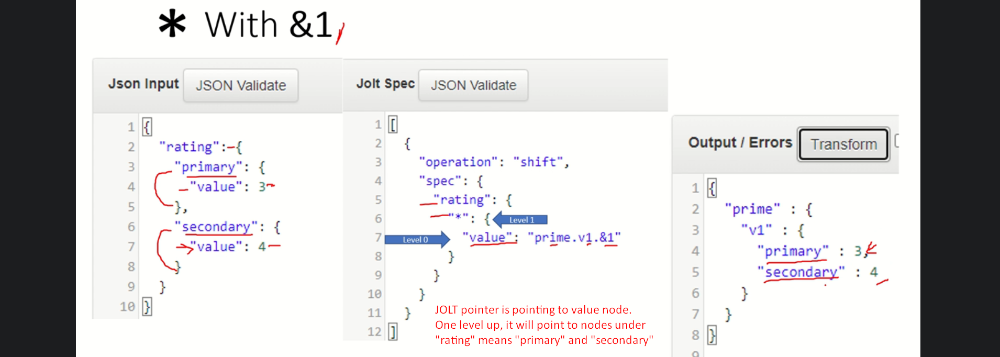 * With &1
Json Input JSON Validate
1 {
2 "rating": {
3 "primary": {
4 "value": 3
5 },
6 "secondary": {
7 "value": 4
8 }
9 }
10 }
Jolt Spec JSON Validate
1 [
2 {
3 "operation": "shift",
4 "spec": {
5 "rating": {
6 "*": { Level 1
7 Level 0 "value": "prime.v1.&1"
8 }
9 }
10 }
11 }
12 ]
JOLT pointer is pointing to value node.
One level up, it will point to nodes under
"rating" means "primary" and "secondary"
Output / Errors Transform
1 {
2 "prime" : {
3 "v1" : {
4 "primary" : 3,
5 "secondary" : 4
6 }
7 }
8 }
9